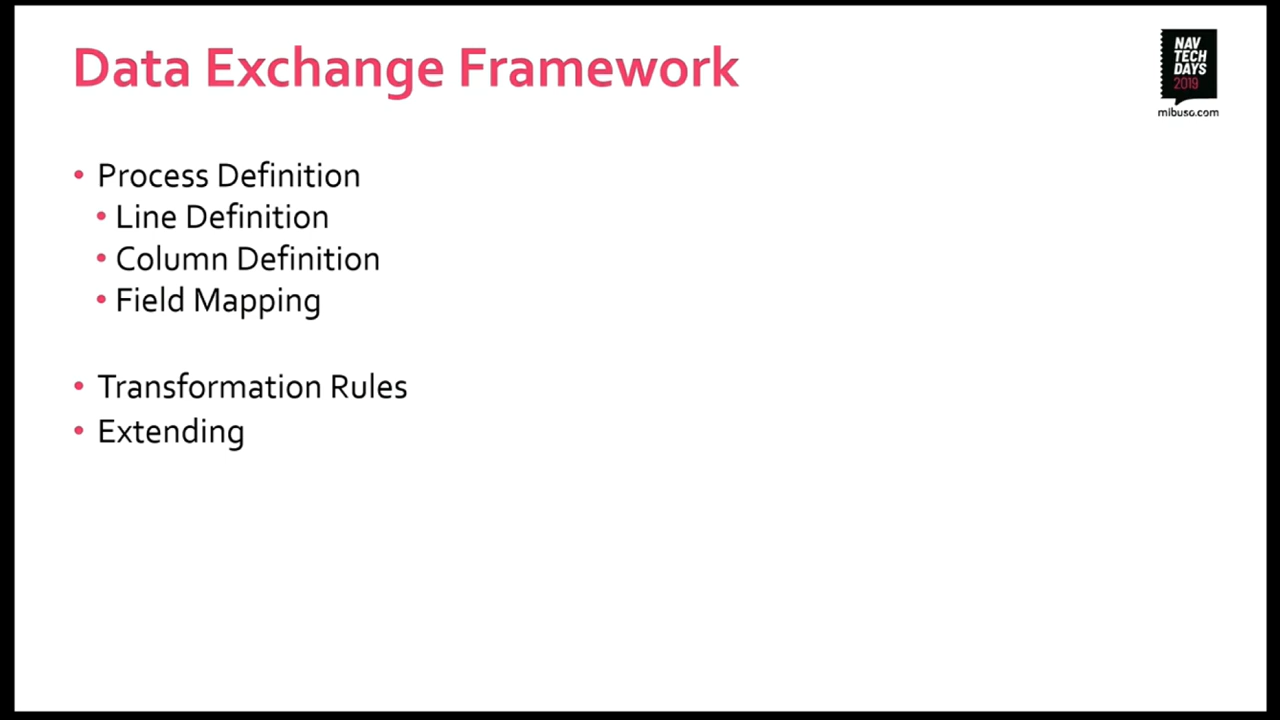 Data Exchange Framework
NAV
TECH
DAYS
2019
mibuso.com
• Process Definition
• Line Definition
• Column Definition
• Field Mapping
• Transformation Rules
• Extending